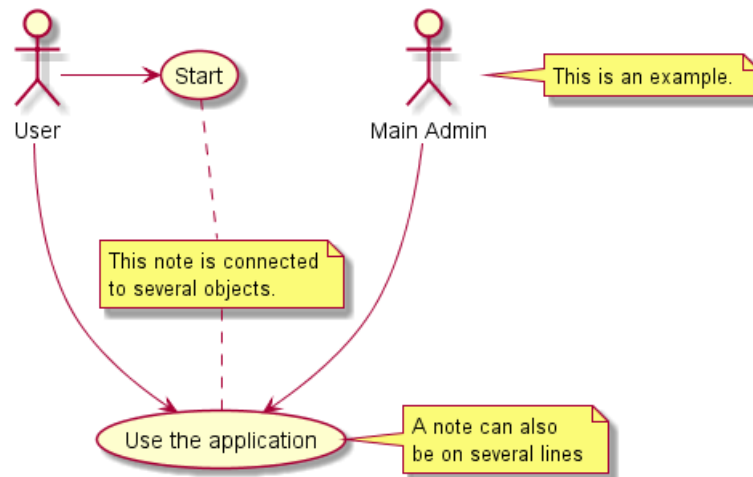 Start
This is an example.
User
Main Admin
This note is connected
to several objects.
Use the application
A note can also
be on several lines